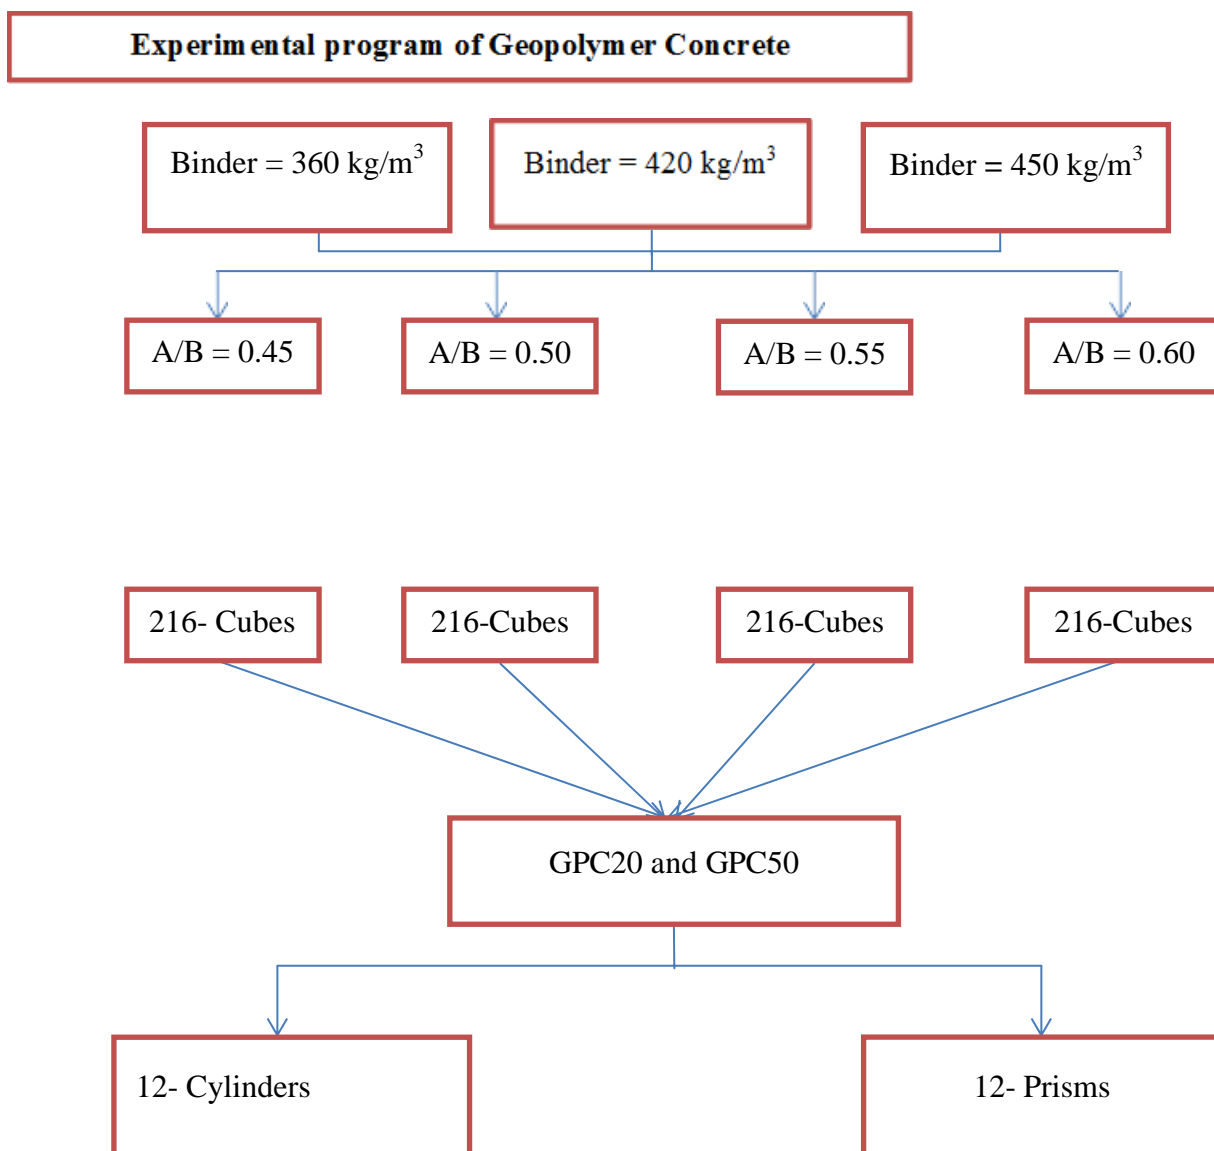 Experimental program of Geopolymer Concrete
Binder = 360 kg/m³
Binder = 420 kg/m³
Binder = 450 kg/m³
A/B = 0.45
A/B = 0.50
A/B = 0.55
A/B = 0.60
216- Cubes
216-Cubes
216-Cubes
216-Cubes
GPC20 and GPC50
12- Cylinders
12- Prisms